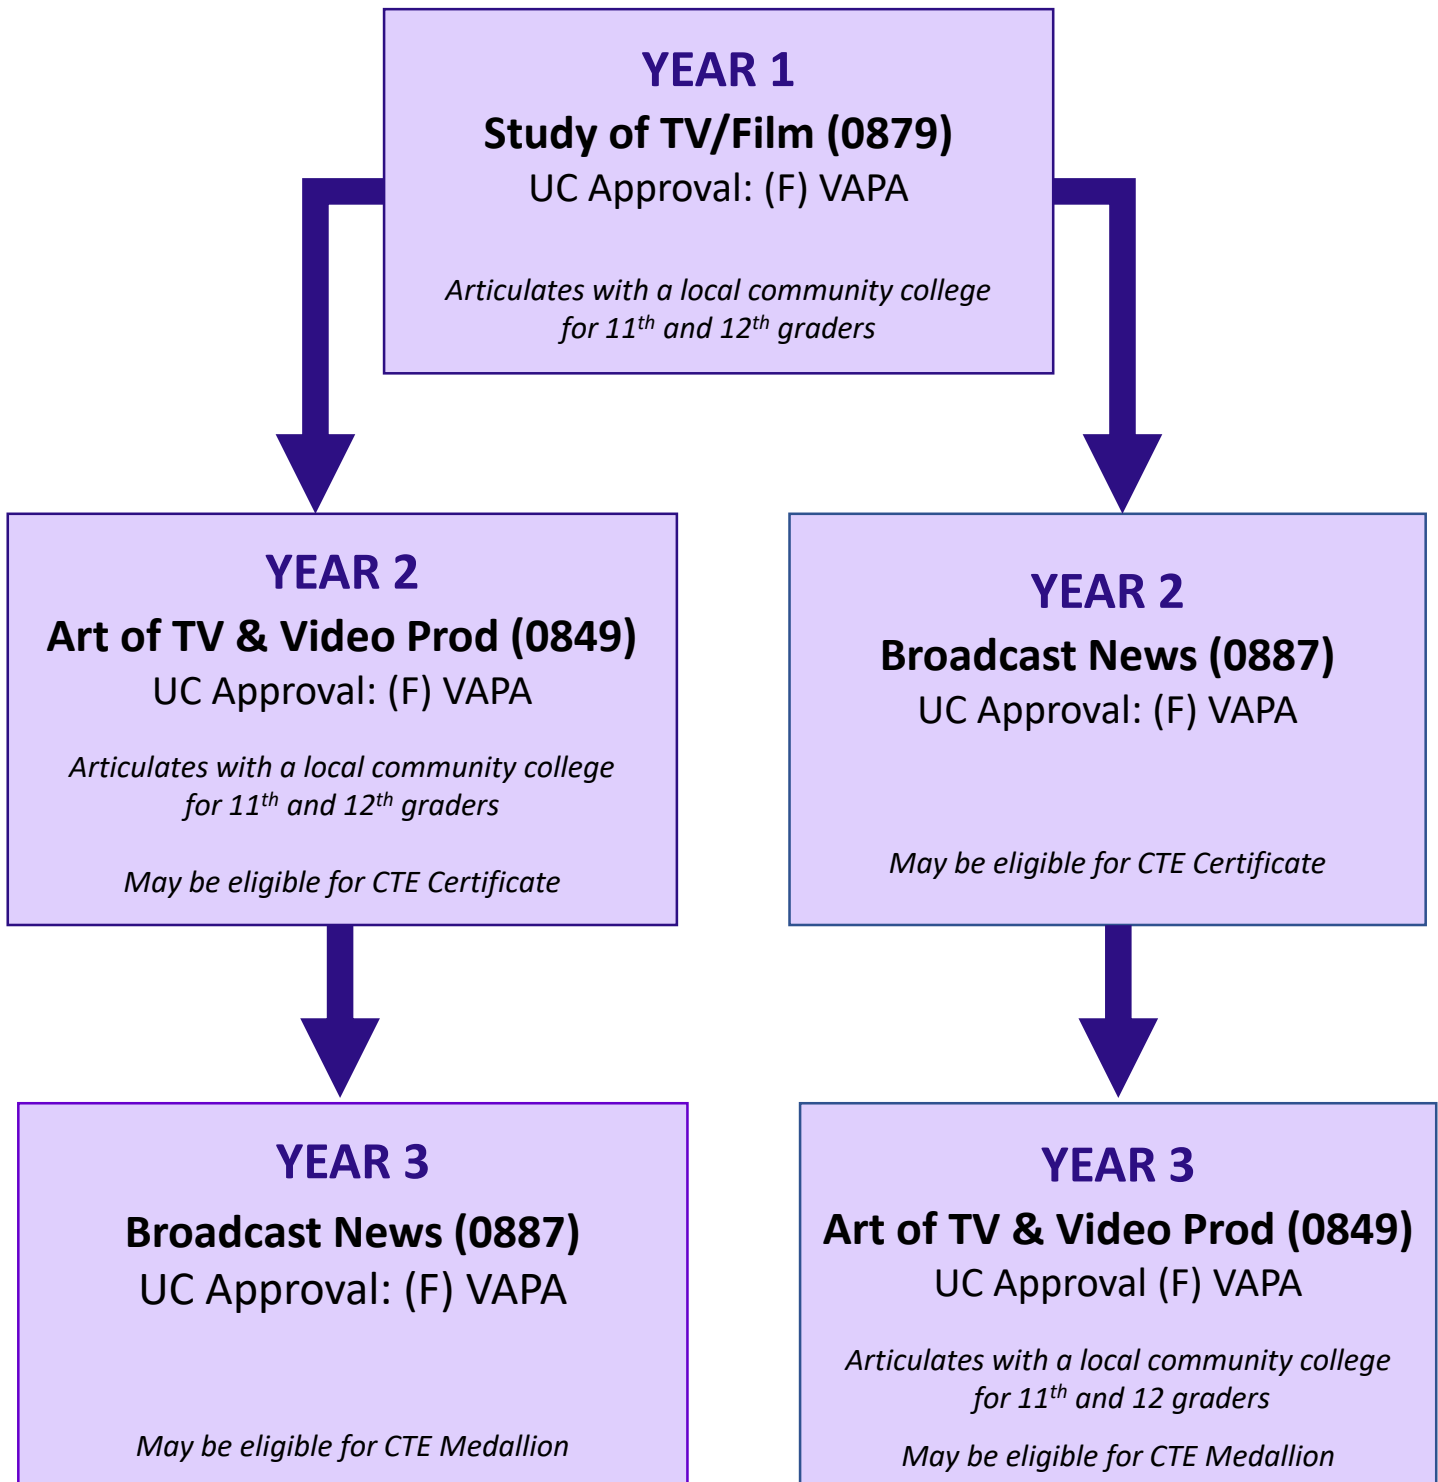 YEAR 1
Study of TV/Film (0879)
UC Approval: (F) VAPA
Articulates with a local community college
for 11th and 12th graders
YEAR 2
Art of TV & Video Prod (0849)
UC Approval: (F) VAPA
Articulates with a local community college
for 11th and 12th graders
May be eligible for CTE Certificate
YEAR 2
Broadcast News (0887)
UC Approval: (F) VAPA
May be eligible for CTE Certificate
YEAR 3
Broadcast News (0887)
UC Approval: (F) VAPA
May be eligible for CTE Medallion
YEAR 3
Art of TV & Video Prod (0849)
UC Approval (F) VAPA
Articulates with a local community college
for 11th and 12 graders
May be eligible for CTE Medallion